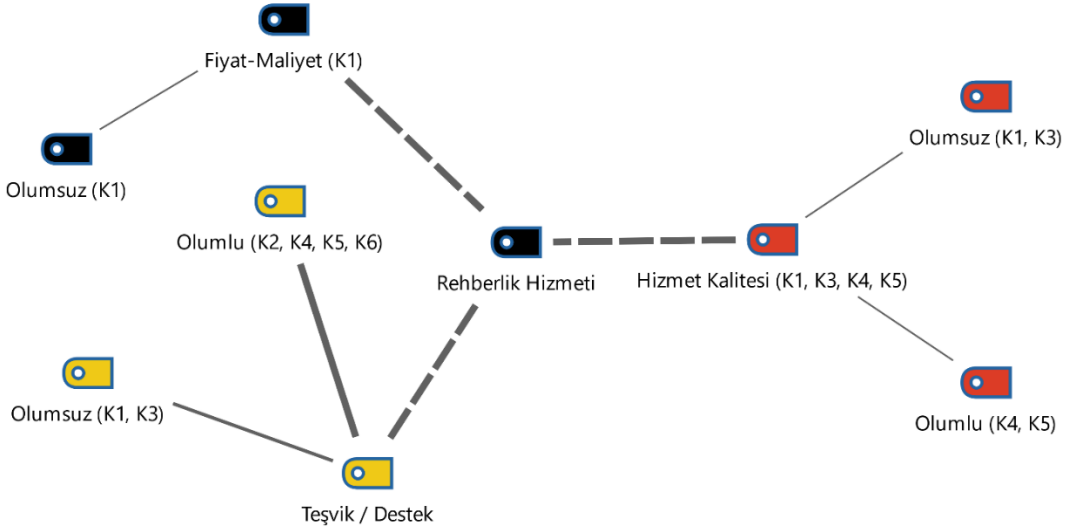 Fiyat-Maliyet (K1)
Olumsuz (K1, K3)
Olumsuz (K1)
Olumlu (K2, K4, K5, K6)
Rehberlik Hizmeti
Hizmet Kalitesi (K1, K3, K4, K5)
Olumsuz (K1, K3)
Olumlu (K4, K5)
Teşvik / Destek